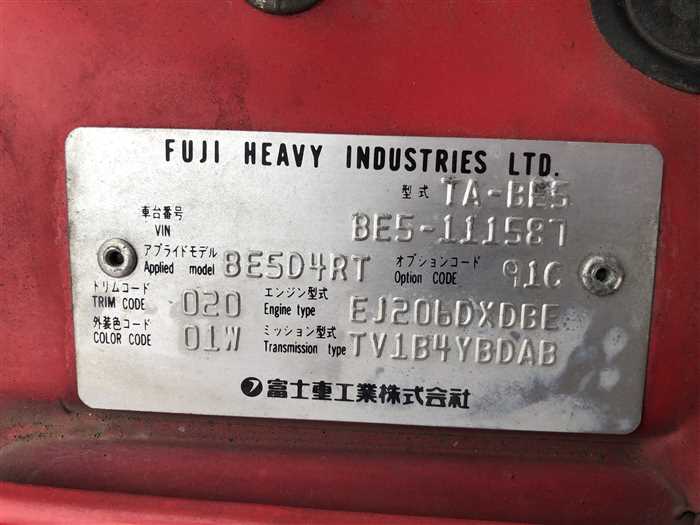 FUJI HEAVY INDUSTRIES LTD.
型式 TA-BE5
車台番号 VIN BE5-111587
アプライドモデル Applied model BE5D4RT オプションコード Option CODE 91C
トリムコード TRIM CODE 020 エンジン型式 Engine type EJ206DXDBE
外装色コード COLOR CODE 01W ミッション型式 Transmission type TV1B4YBDAB
富士重工業株式会社